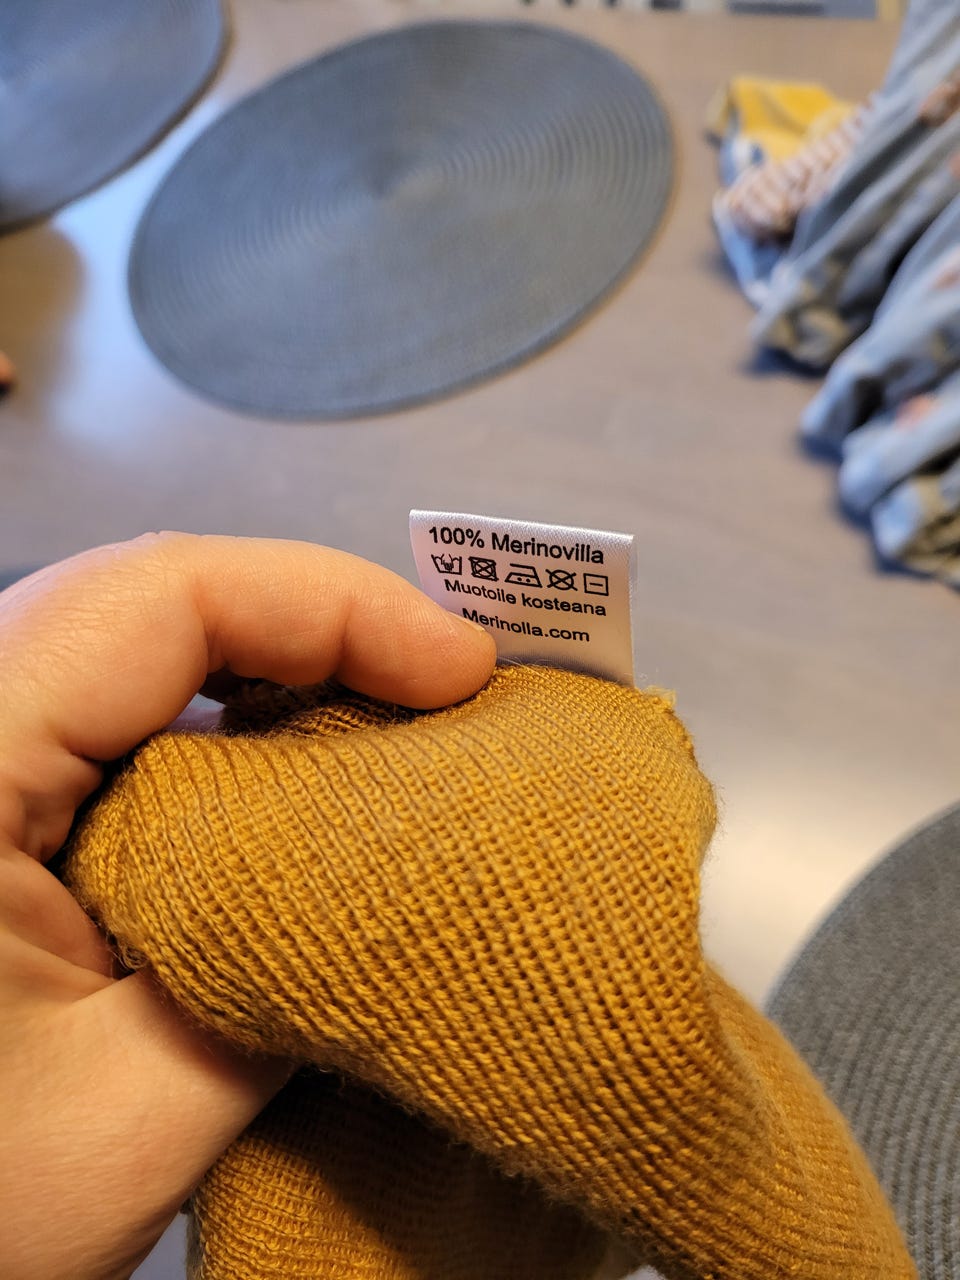 100% Merinovilla
Muotoile kosteana
Merinolla.com